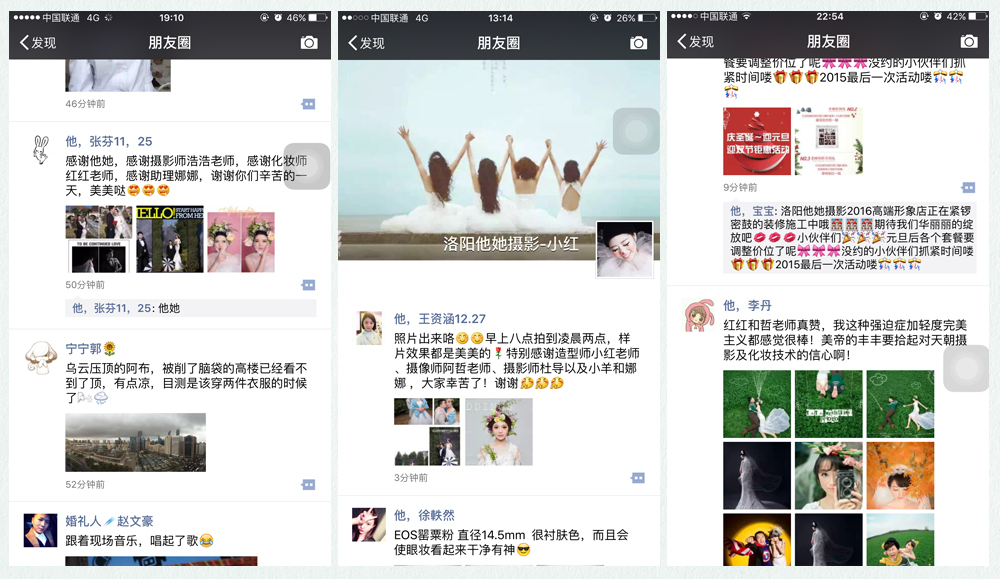 中国联通 4G 19:10 46%
发现 朋友圈
46分钟前
他，张芬11，25
感谢他她，感谢摄影师浩浩老师，感谢化妆师
红红老师，感谢助理娜娜，谢谢你们辛苦的一
天，美美哒😍😍😍
TO BE CONTINUED LOVE
50分钟前
他，张芬11，25: 他她
宁宁郭🌻
乌云压顶的阿布，被削了脑袋的高楼已经看不
到了顶，有点凉，目测是该穿两件衣服的时候
了🌬🌧
52分钟前
婚礼人 赵文豪
跟着现场音乐，唱起了歌😂
中国联通 4G 13:14 26%
发现 朋友圈
洛阳他她摄影-小红
他，王资涵12.27
照片出来咯😊😊早上八点拍到凌晨两点，样
片效果都是美美的🌹特别感谢造型师小红老师
、摄像师阿哲老师、摄影师杜导以及小羊和娜
娜，大家幸苦了！谢谢🥳🥳🥳
3分钟前
他，徐帙然
EOS罂粟粉 直径14.5mm 很衬肤色，而且会
使眼妆看起来干净有神😎
中国联通 22:54 42%
发现 朋友圈
餐要调整价位了呢🎀🎀🎀没约的小伙伴们抓
紧时间喽🎁🎁🎁2015最后一次活动喽🎊🎊
🎊
庆圣诞~迎元旦
迎双节钜惠活动
9分钟前
他，宝宝: 洛阳他她摄影2016高端形象店正在紧锣
密鼓的装修施工中哦🏰🏰🏰期待我们华丽丽的绽
放吧💋💋💋小伙伴们🎉🎉🎉元旦后各个套餐要
调整价位了呢🎀🎀🎀没约的小伙伴们抓紧时间喽
🎁🎁🎁2015最后一次活动喽🎊🎊🎊
他，李丹
红红和哲老师真赞，我这种强迫症加轻度完美
主义都感觉很棒！美帝的丰丰要拾起对天朝摄
影及化妆技术的信心啊！